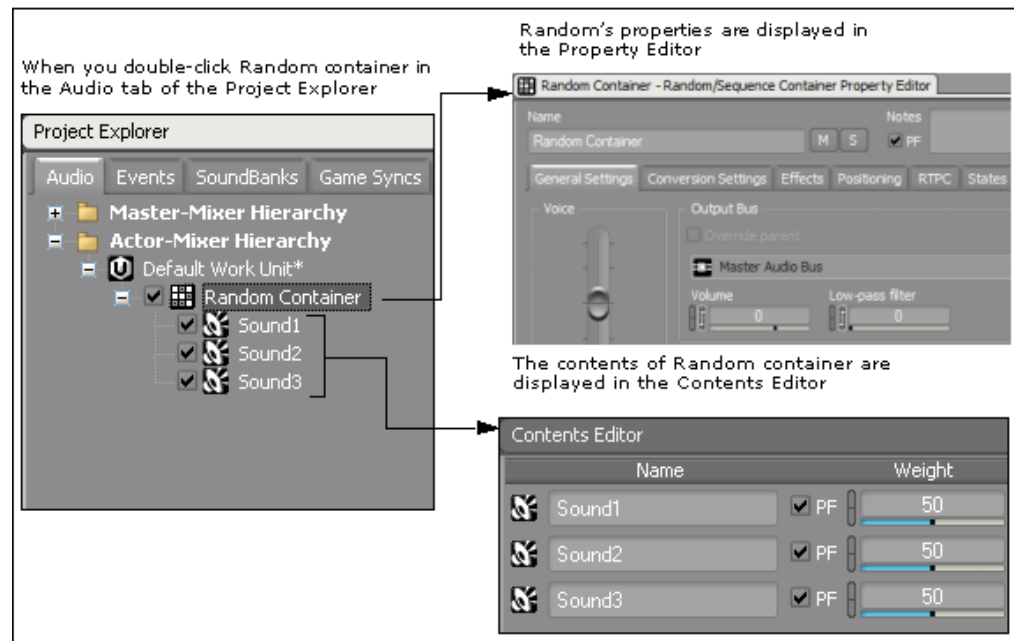 When you double-click Random container in
the Audio tab of the Project Explorer
Project Explorer
Audio Events SoundBanks Game Syncs
Master-Mixer Hierarchy
Actor-Mixer Hierarchy
Default Work Unit*
Random Container
Sound1
Sound2
Sound3
Random's properties are displayed in
the Property Editor
Random Container - Random/Sequence Container Property Editor
Name Notes
Random Container M S PF
General Settings Conversion Settings Effects Positioning RTPC States
Voice Output Bus
Override parent
Master Audio Bus
Volume Low-pass filter
0 0
The contents of Random container are
displayed in the Contents Editor
Contents Editor
Name Weight
Sound1 PF 50
Sound2 PF 50
Sound3 PF 50